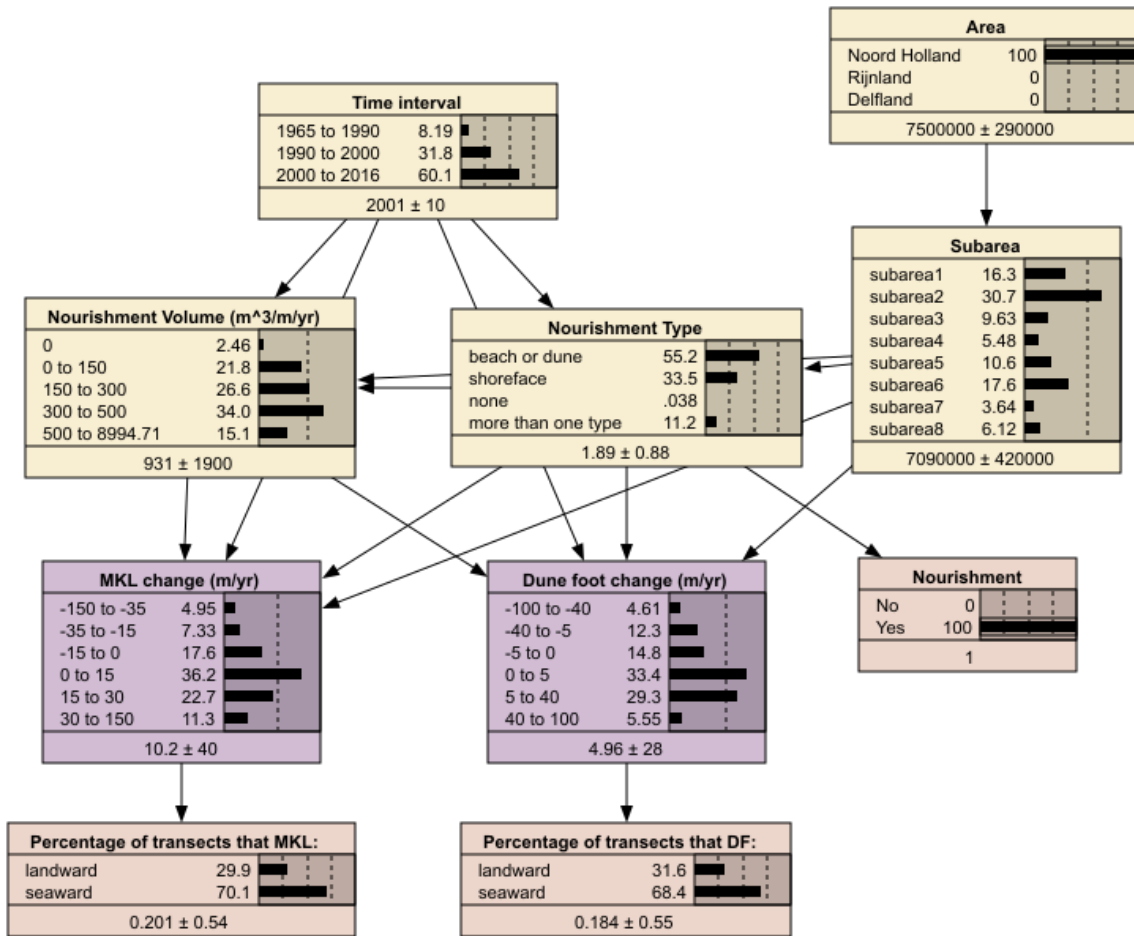 Area
Noord Holland 100
Rijnland 0
Delfland 0
7500000 ± 290000
Time interval
1965 to 1990 8.19
1990 to 2000 31.8
2000 to 2016 60.1
2001 ± 10
Subarea
subarea1 16.3
subarea2 30.7
subarea3 9.63
subarea4 5.48
subarea5 10.6
subarea6 17.6
subarea7 3.64
subarea8 6.12
7090000 ± 420000
Nourishment Volume (m^3/m/yr)
0 2.46
0 to 150 21.8
150 to 300 26.6
300 to 500 34.0
500 to 8994.71 15.1
931 ± 1900
Nourishment Type
beach or dune 55.2
shoreface 33.5
none .038
more than one type 11.2
1.89 ± 0.88
MKL change (m/yr)
-150 to -35 4.95
-35 to -15 7.33
-15 to 0 17.6
0 to 15 36.2
15 to 30 22.7
30 to 150 11.3
10.2 ± 40
Dune foot change (m/yr)
-100 to -40 4.61
-40 to -5 12.3
-5 to 0 14.8
0 to 5 33.4
5 to 40 29.3
40 to 100 5.55
4.96 ± 28
Nourishment
No 0
Yes 100
1
Percentage of transects that MKL:
landward 29.9
seaward 70.1
0.201 ± 0.54
Percentage of transects that DF:
landward 31.6
seaward 68.4
0.184 ± 0.55